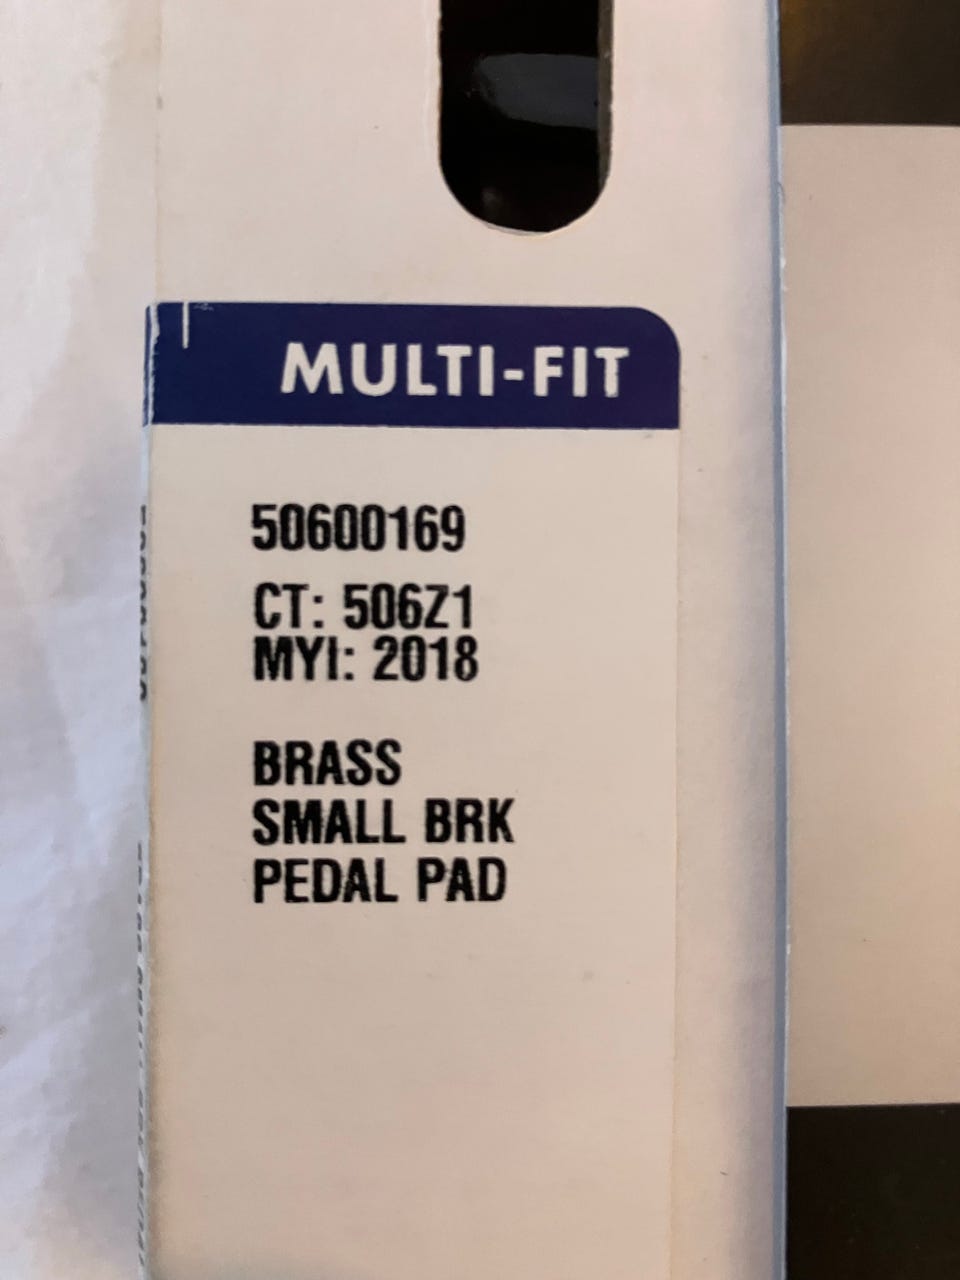 MULTI-FIT
50600169
CT: 506Z1
MYI: 2018
BRASS
SMALL BRK
PEDAL PAD